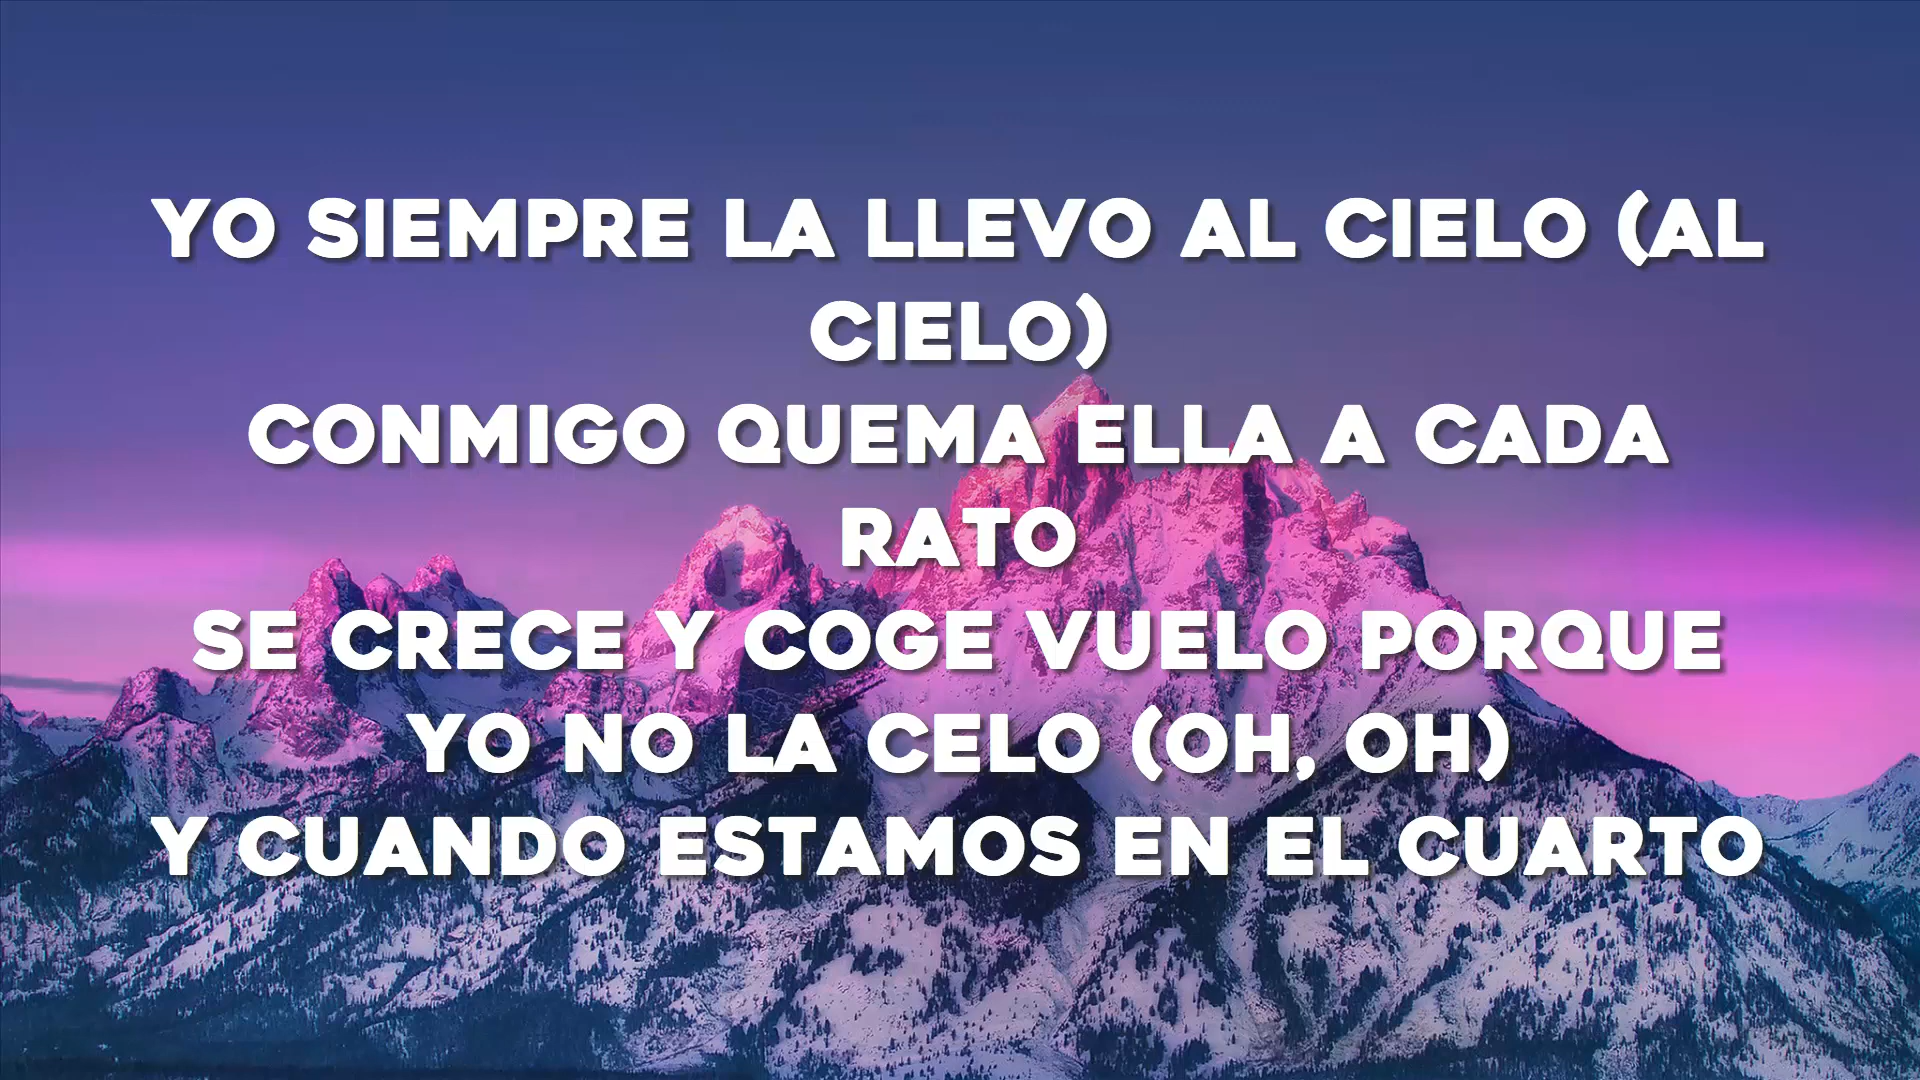 YO SIEMPRE LA LLEVO AL CIELO (AL
CIELO)
CONMIGO QUEMA ELLA A CADA
RATO
SE CRECE Y COGE VUELO PORQUE
YO NO LA CELO (OH, OH)
Y CUANDO ESTAMOS EN EL CUARTO